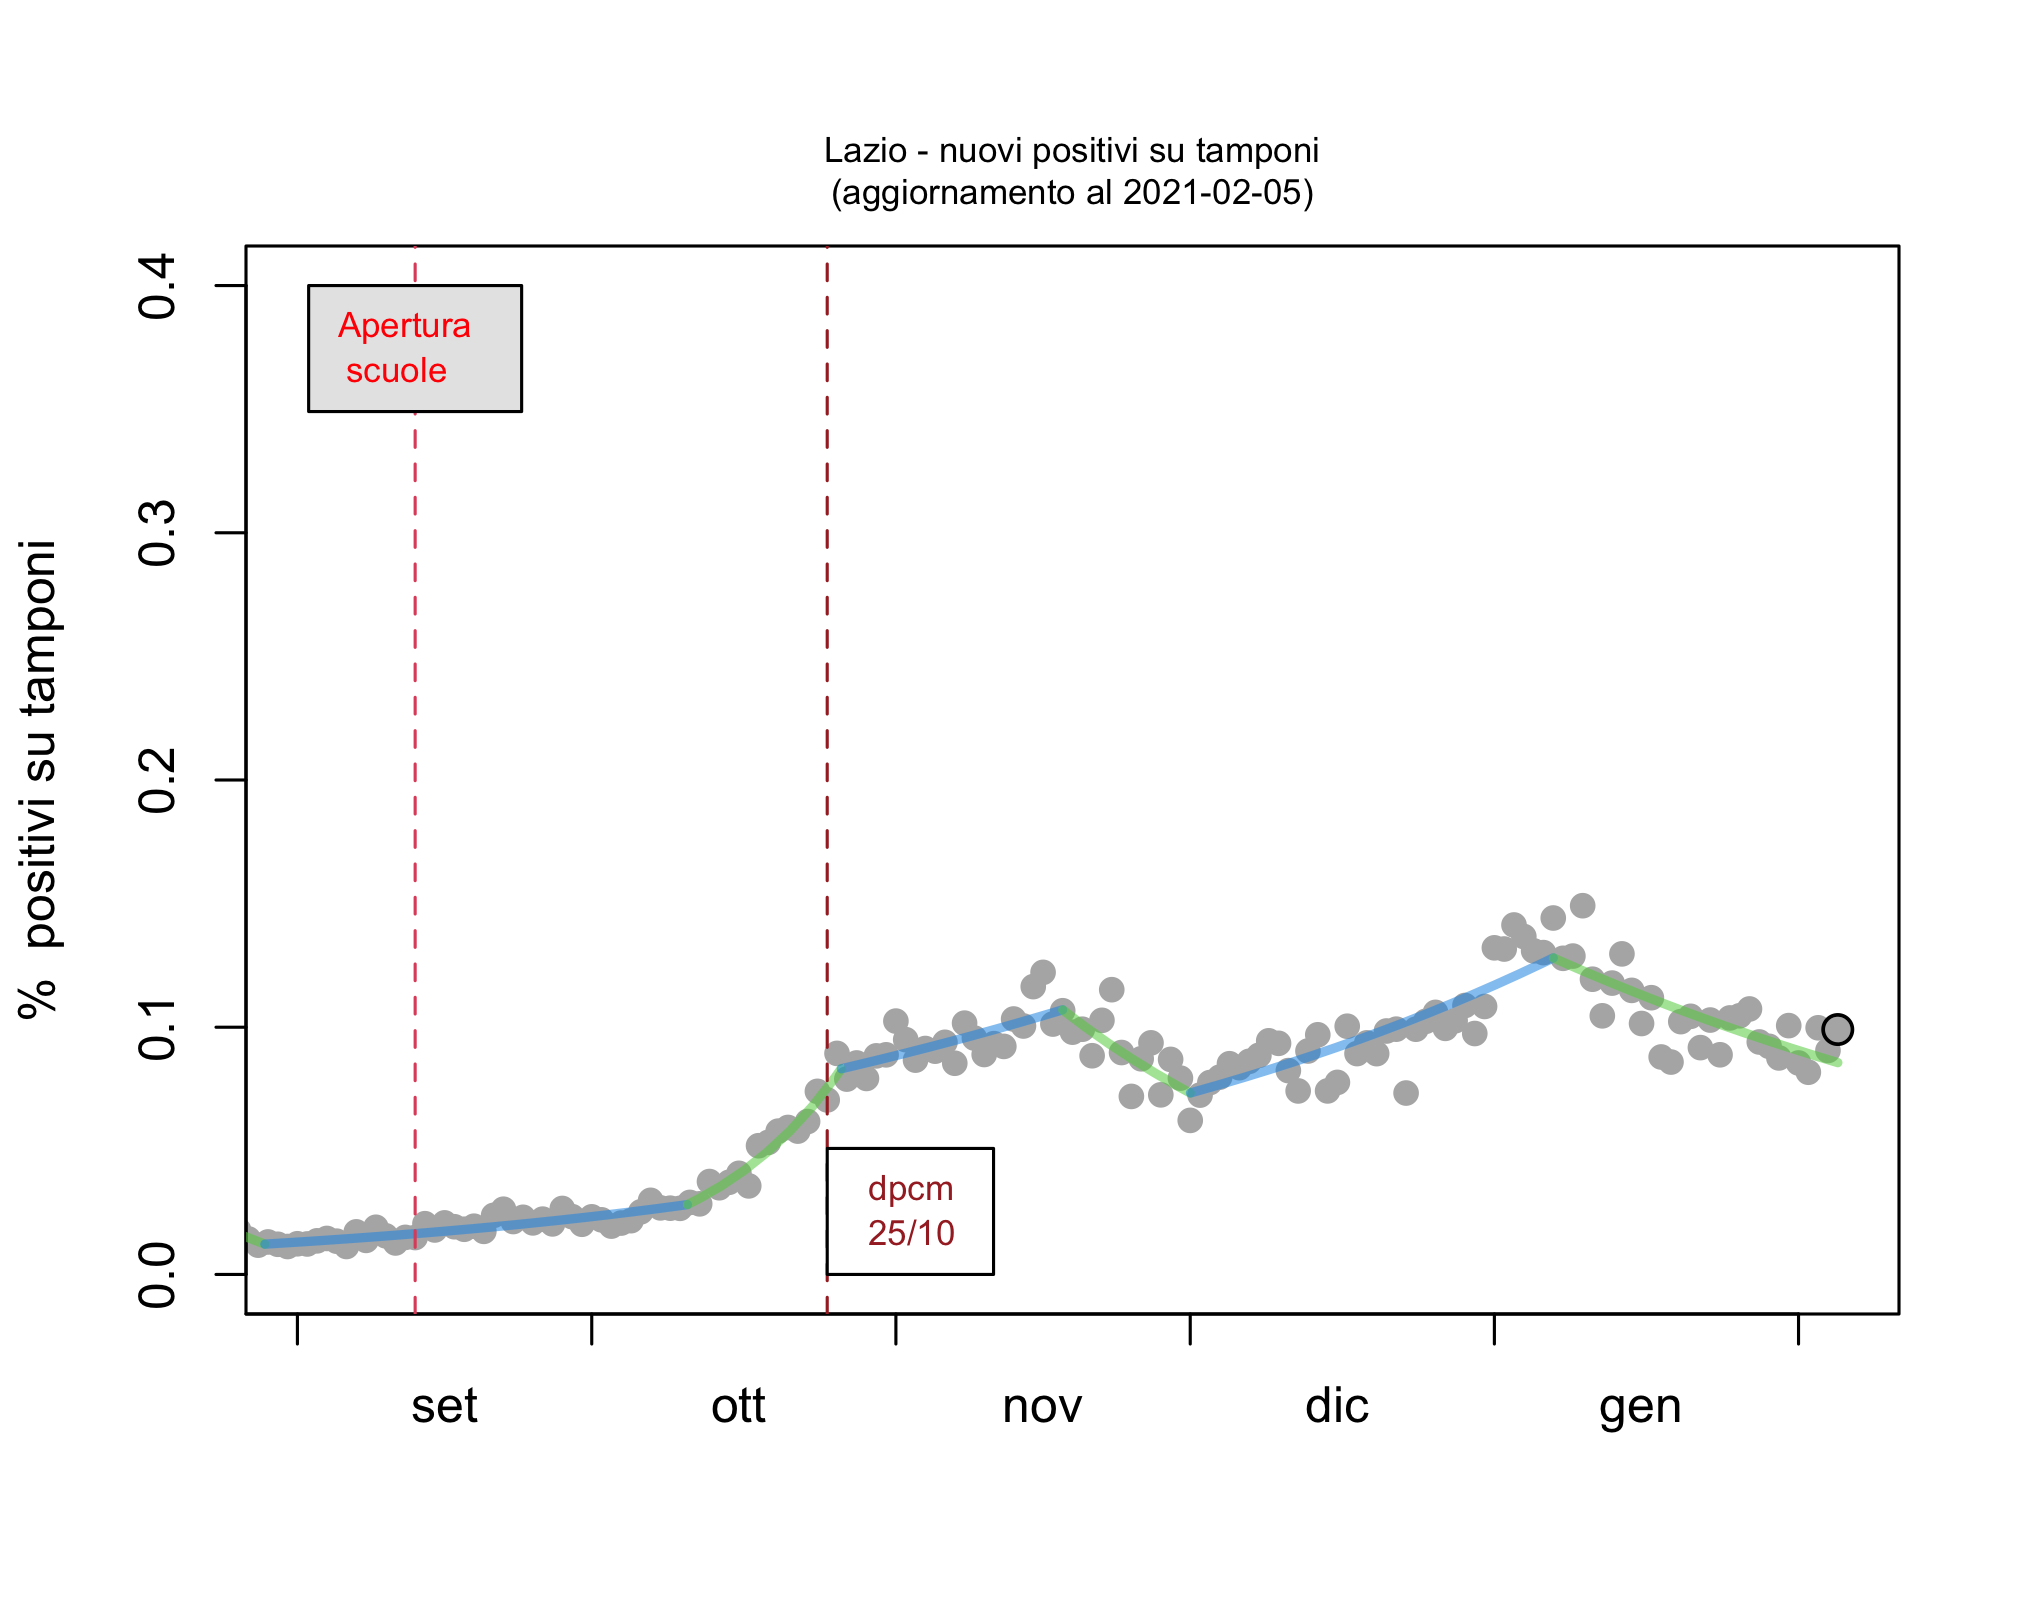 Lazio - nuovi positivi su tamponi
(aggiornamento al 2021-02-05)
% positivi su tamponi
0.4
0.3
0.2
0.1
0.0
Apertura
scuole
dpcm
25/10
set
ott
nov
dic
gen